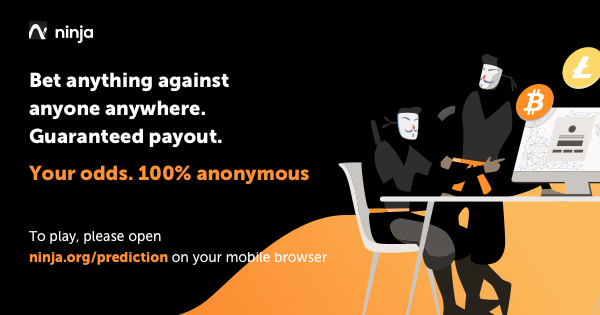 ninja
Bet anything against
anyone anywhere.
Guaranteed payout.
Your odds. 100% anonymous
To play, please open
ninja.org/prediction on your mobile browser